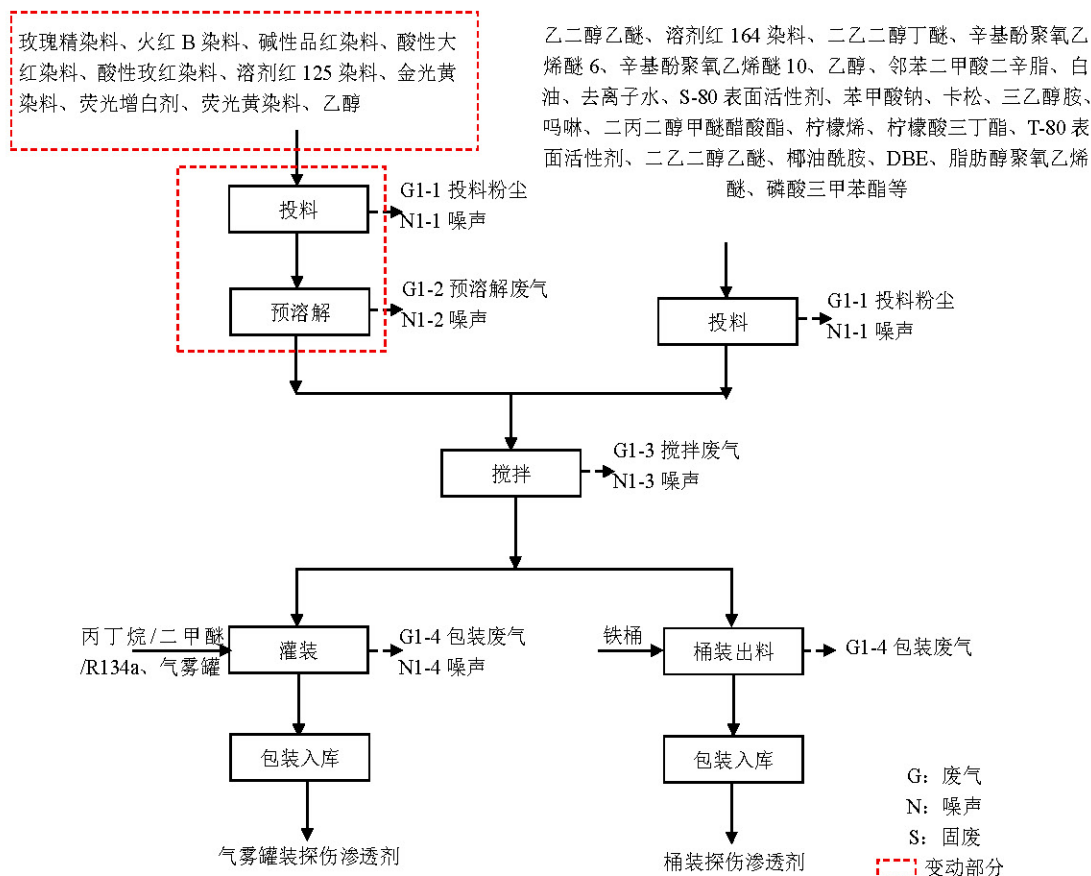 玫瑰精染料、火红 B 染料、碱性品红染料、酸性大
红染料、酸性玫红染料、溶剂红 125 染料、金光黄
染料、荧光增白剂、荧光黄染料、乙醇
乙二醇乙醚、溶剂红 164 染料、二乙二醇丁醚、辛基酚聚氧乙
烯醚 6、辛基酚聚氧乙烯醚 10、乙醇、邻苯二甲酸二辛脂、白
油、去离子水、S-80 表面活性剂、苯甲酸钠、卡松、三乙醇胺、
吗啉、二丙二醇甲醚醋酸酯、柠檬烯、柠檬酸三丁酯、T-80 表
面活性剂、二乙二醇乙醚、椰油酰胺、DBE、脂肪醇聚氧乙烯
醚、磷酸三甲苯酯等
投料
G1-1 投料粉尘
N1-1 噪声
预溶解
G1-2 预溶解废气
N1-2 噪声
投料
G1-1 投料粉尘
N1-1 噪声
搅拌
G1-3 搅拌废气
N1-3 噪声
丙丁烷/二甲醚
/R134a、气雾罐
灌装
G1-4 包装废气
N1-4 噪声
铁桶
桶装出料
G1-4 包装废气
包装入库
包装入库
气雾罐装探伤渗透剂
桶装探伤渗透剂
G：废气
N：噪声
S：固废
变动部分